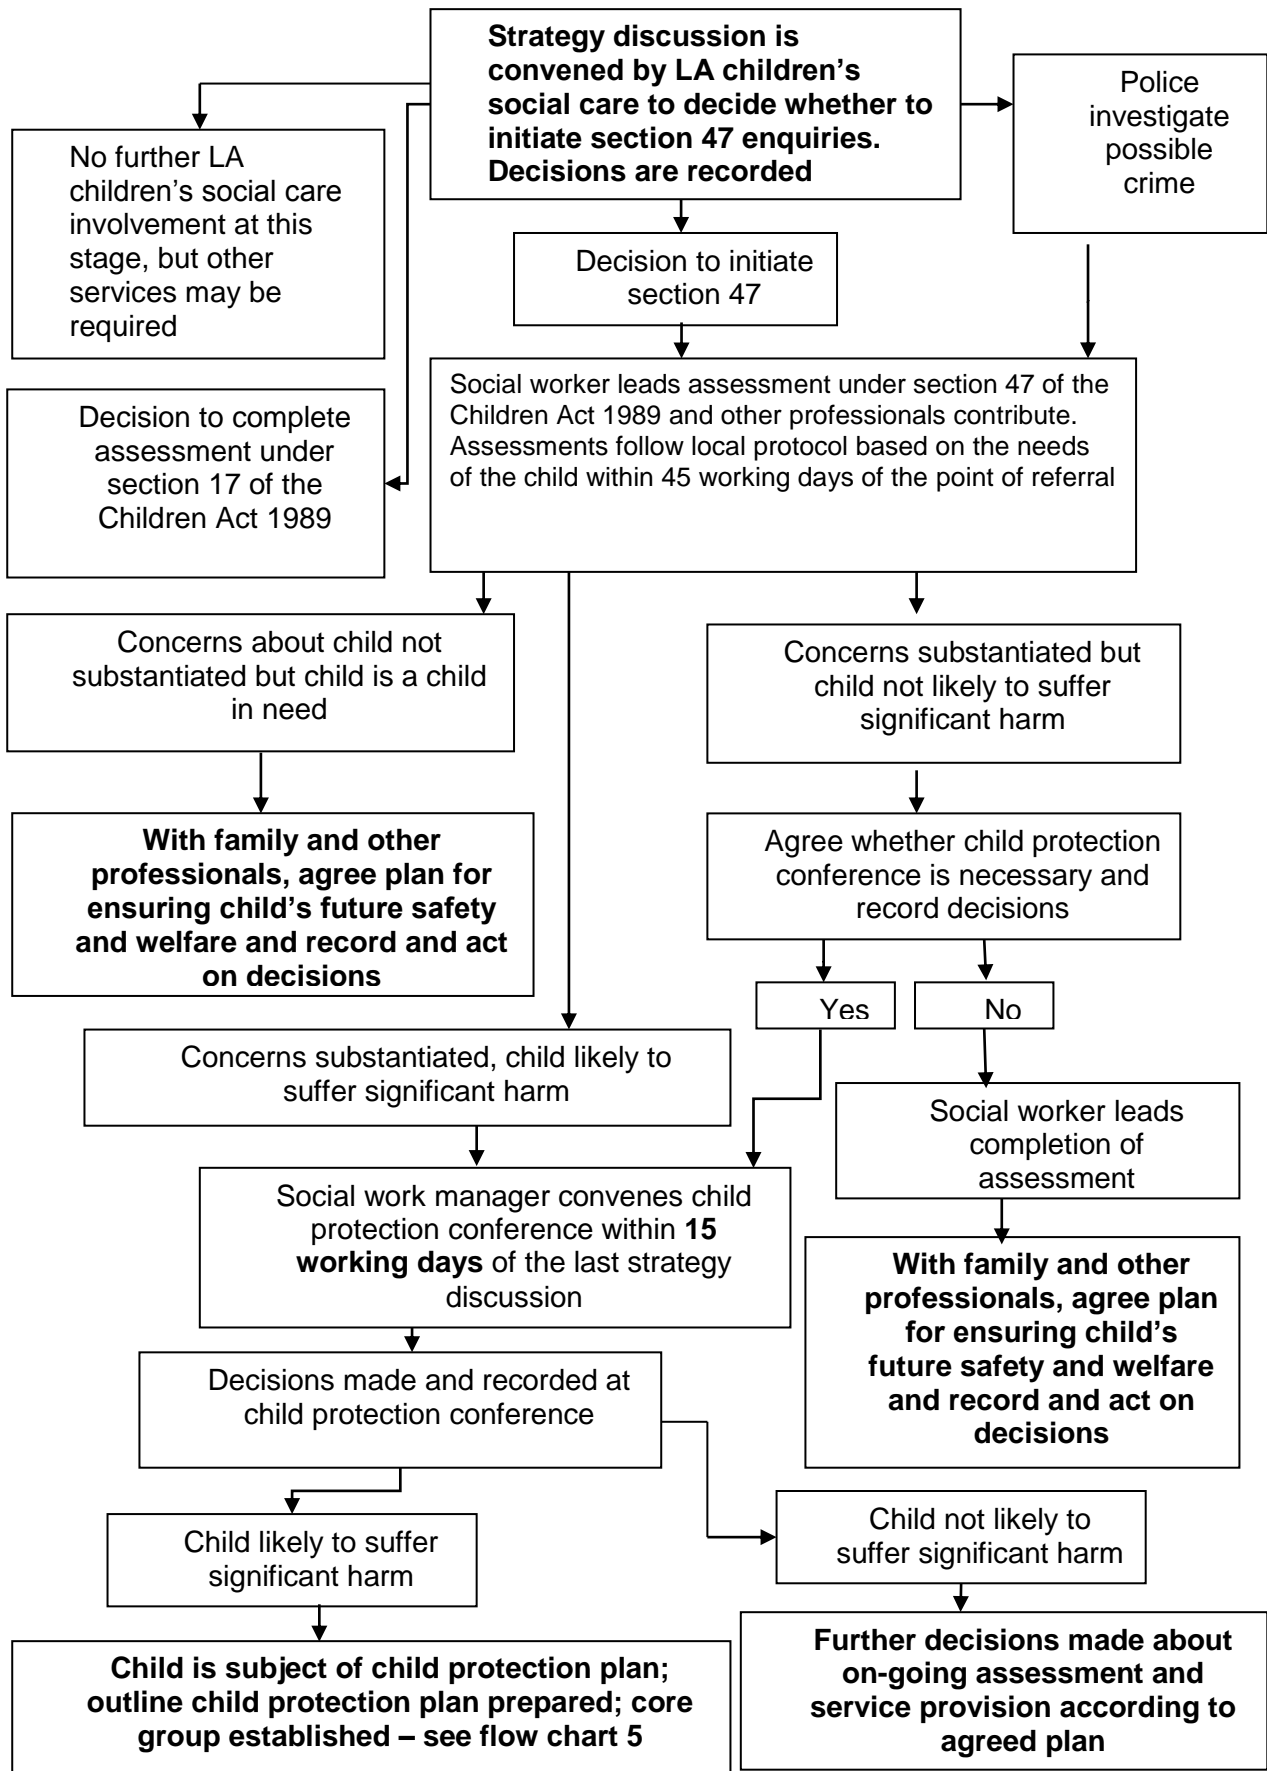 Strategy discussion is
convened by LA children’s
social care to decide whether to
initiate section 47 enquiries.
Decisions are recorded
Police
investigate
possible
crime
No further LA
children’s social care
involvement at this
stage, but other
services may be
required
Decision to initiate
section 47
Social worker leads assessment under section 47 of the
Children Act 1989 and other professionals contribute.
Assessments follow local protocol based on the needs
of the child within 45 working days of the point of referral
Decision to complete
assessment under
section 17 of the
Children Act 1989
Concerns about child not
substantiated but child is a child
in need
Concerns substantiated but
child not likely to suffer
significant harm
With family and other
professionals, agree plan for
ensuring child’s future safety
and welfare and record and act
on decisions
Agree whether child protection
conference is necessary and
record decisions
Yes
No
Concerns substantiated, child likely to
suffer significant harm
Social worker leads
completion of
assessment
Social work manager convenes child
protection conference within 15
working days of the last strategy
discussion
With family and other
professionals, agree plan
for ensuring child’s
future safety and welfare
and record and act on
decisions
Decisions made and recorded at
child protection conference
Child likely to suffer
significant harm
Child not likely to
suffer significant harm
Child is subject of child protection plan;
outline child protection plan prepared; core
group established – see flow chart 5
Further decisions made about
on-going assessment and
service provision according to
agreed plan